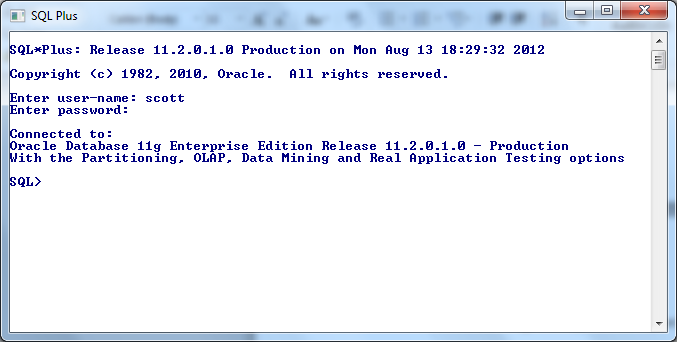 SQL Plus
SQL*Plus: Release 11.2.0.1.0 Production on Mon Aug 13 18:29:32 2012
Copyright (c) 1982, 2010, Oracle.  All rights reserved.
Enter user-name: scott
Enter password:
Connected to:
Oracle Database 11g Enterprise Edition Release 11.2.0.1.0 - Production
With the Partitioning, OLAP, Data Mining and Real Application Testing options
SQL>